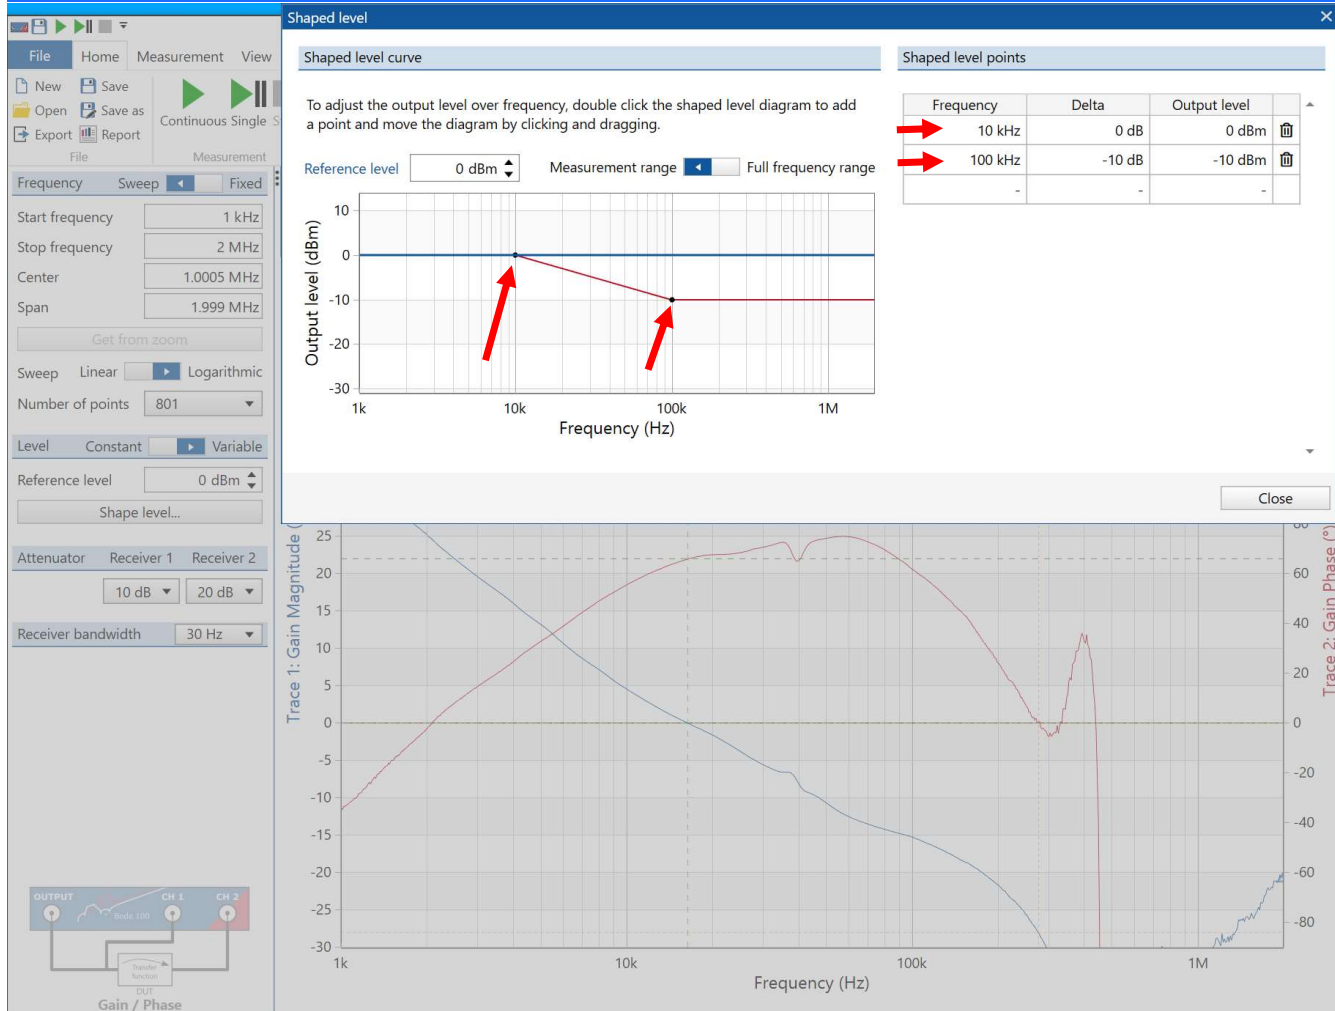 Shaped level
File Home Measurement View
New Save
Open Save as
Export Report
Continuous Single
File Measurement
Frequency Sweep Fixed
Start frequency 1 kHz
Stop frequency 2 MHz
Center 1.0005 MHz
Span 1.999 MHz
Get from zoom
Sweep Linear Logarithmic
Number of points 801
Level Constant Variable
Reference level 0 dBm
Shape level...
Attenuator Receiver 1 Receiver 2
10 dB 20 dB
Receiver bandwidth 30 Hz
OUTPUT CH 1 CH 2
Bode 100
Transfer
function
DUT
Gain / Phase
Shaped level curve
To adjust the output level over frequency, double click the shaped level diagram to add
a point and move the diagram by clicking and dragging.
Reference level 0 dBm Measurement range Full frequency range
Output level (dBm)
10
0
-10
-20
-30
1k 10k 100k 1M
Frequency (Hz)
Shaped level points
Frequency Delta Output level
10 kHz 0 dB 0 dBm
100 kHz -10 dB -10 dBm
- - -
Close
Trace 1: Gain Magnitude (
25
20
15
10
5
0
-5
-10
-15
-20
-25
-30
1k 10k 100k 1M
Frequency (Hz)
60
40
20
0
-20
-40
-60
-80
Trace 2: Gain Phase (°)